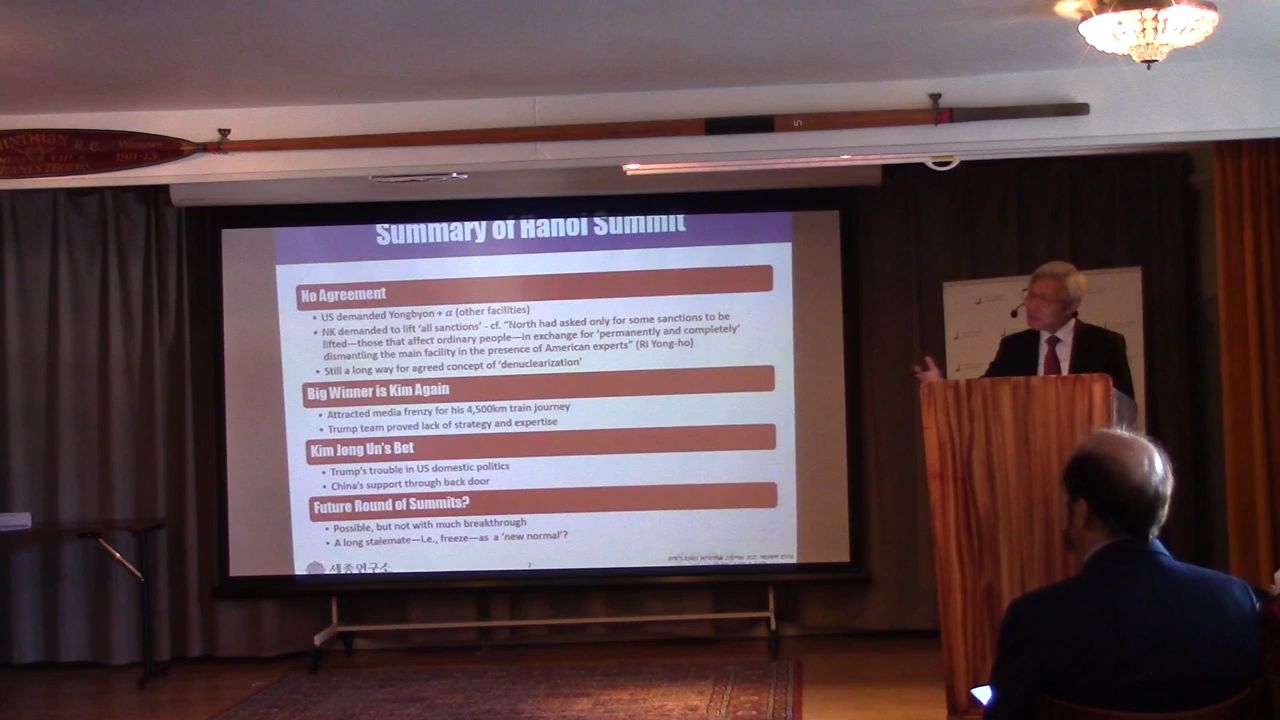 INTHIAN R.C.
1911-13
S
Summary of Hanoi Summit
No Agreement
• US demanded Yongbyon + α (other facilities)
• NK demanded to lift ‘all sanctions’ - cf. “North had asked only for some sanctions to be
lifted—those that affect ordinary people—in exchange for ‘permanently and completely’
dismantling the main facility in the presence of American experts” (Ri Yong-ho)
• Still a long way for agreed concept of ‘denuclearization’
Big Winner is Kim Again
• Attracted media frenzy for his 4,500km train journey
• Trump team proved lack of strategy and expertise
Kim Jong Un's Bet
• Trump’s trouble in US domestic politics
• China’s support through back door
Future Round of Summits?
• Possible, but not with much breakthrough
• A long stalemate—i.e., freeze—as a ‘new normal’?
세종연구소
7